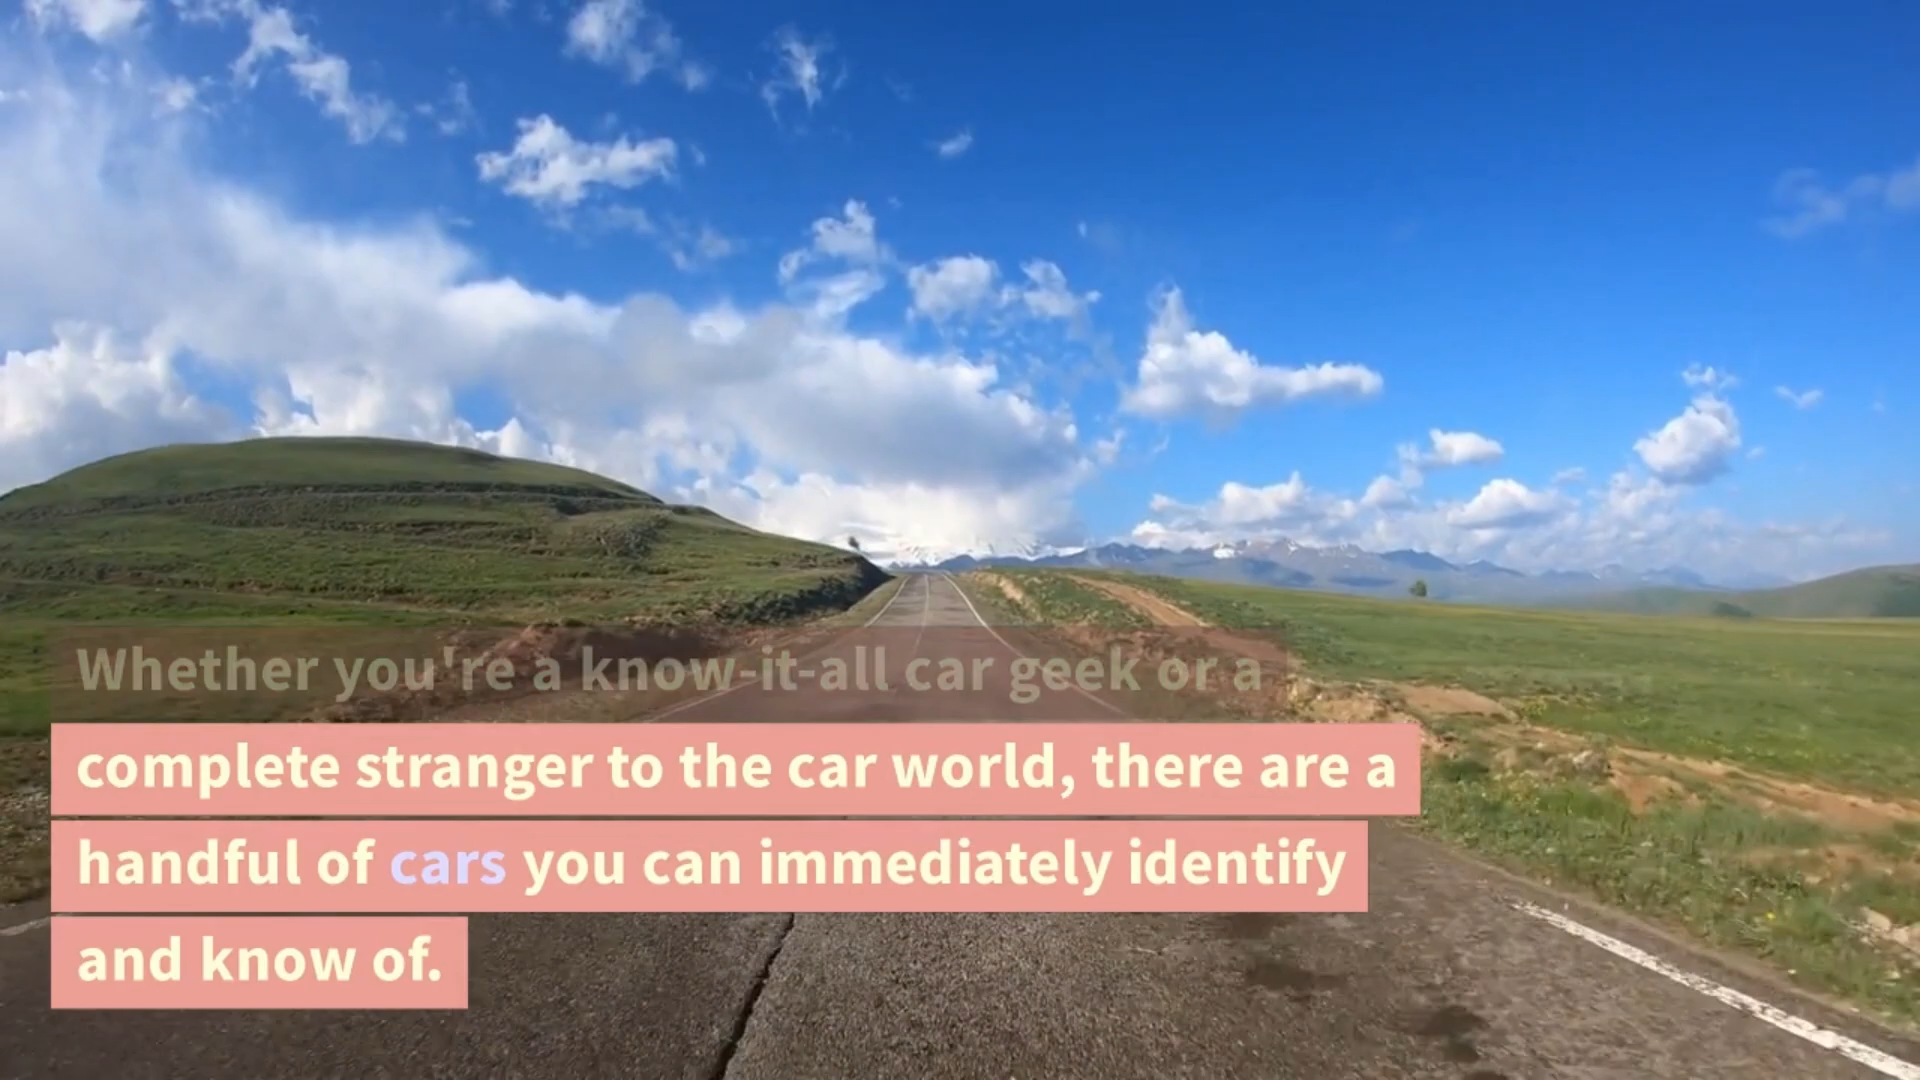 Whether you're a know-it-all car geek or a
complete stranger to the car world, there are a
handful of cars you can immediately identify
and know of.